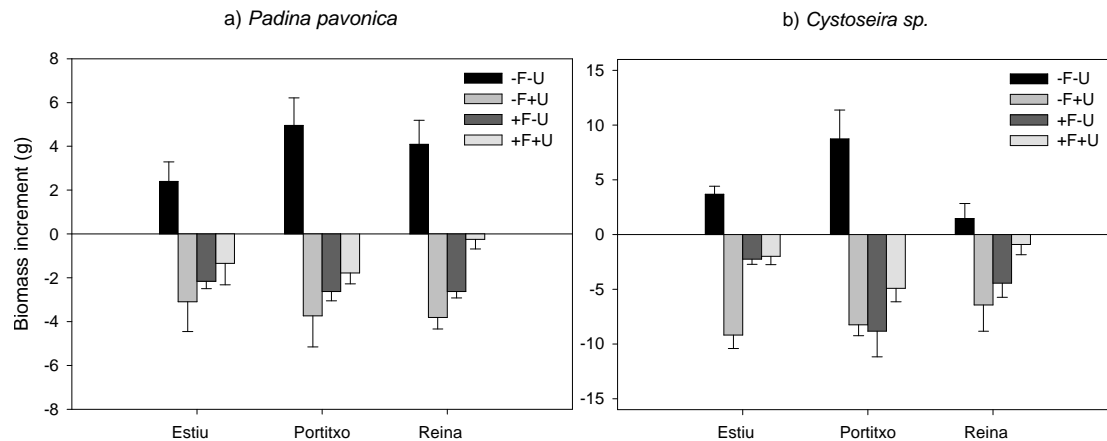 a) Padina pavonica
8
6
4
2
0
-2
-4
-6
-8
Biomass increment (g)
-F-U
-F+U
+F-U
+F+U
Estiu Portitxo Reina
b) Cystoseira sp.
15
10
5
0
-5
-10
-15
-F-U
-F+U
+F-U
+F+U
Estiu Portitxo Reina